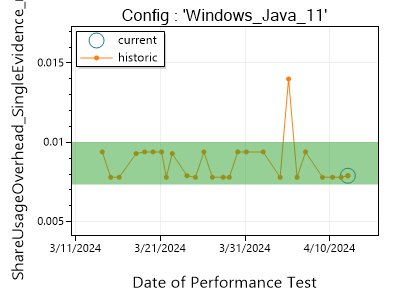 Config : 'Windows_Java_11'
current
historic
0.015
0.01
0.005
3/11/2024
3/21/2024
3/31/2024
4/10/2024
Date of Performance Test
ShareUsageOverhead_SingleEvidence_